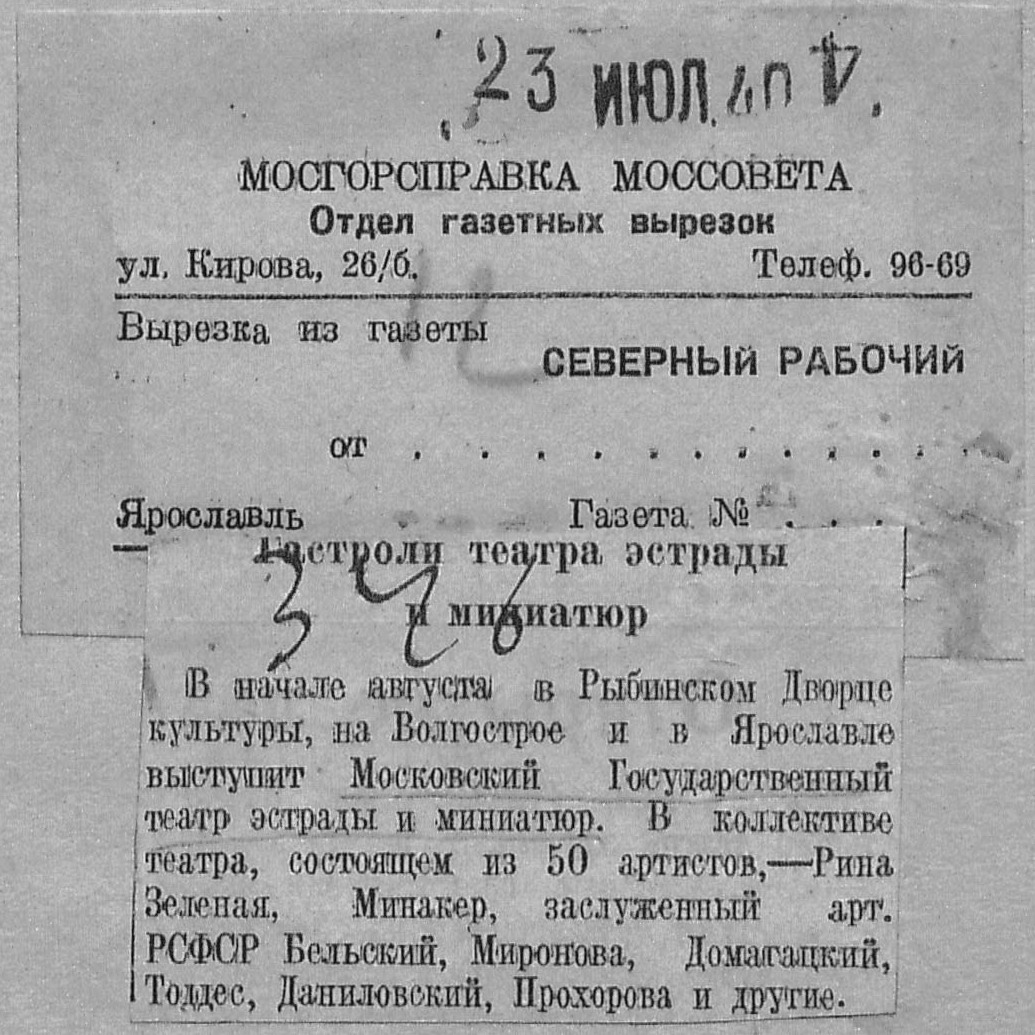 23 ИЮЛ. 40
МОСГОРСПРАВКА МОССОВЕТА
Отдел газетных вырезок
ул. Кирова, 26/б.
Телеф. 96-69
Вырезка из газеты
СЕВЕРНЫЙ РАБОЧИЙ
от . . . . . . . . . . .
Ярославль
Газета № . . .
Гастроли театра эстрады
и миниатюр
В начале августа в Рыбинском Дворце
культуры, на Волгострое и в Ярославле
выступит Московский Государственный
театр эстрады и миниатюр. В коллективе
театра, состоящем из 50 артистов,—Рина
Зеленая, Минакер, заслуженный арт.
РСФСР Бельский, Миронова, Домагацкий,
Тоддес, Даниловский, Прохорова и другие.